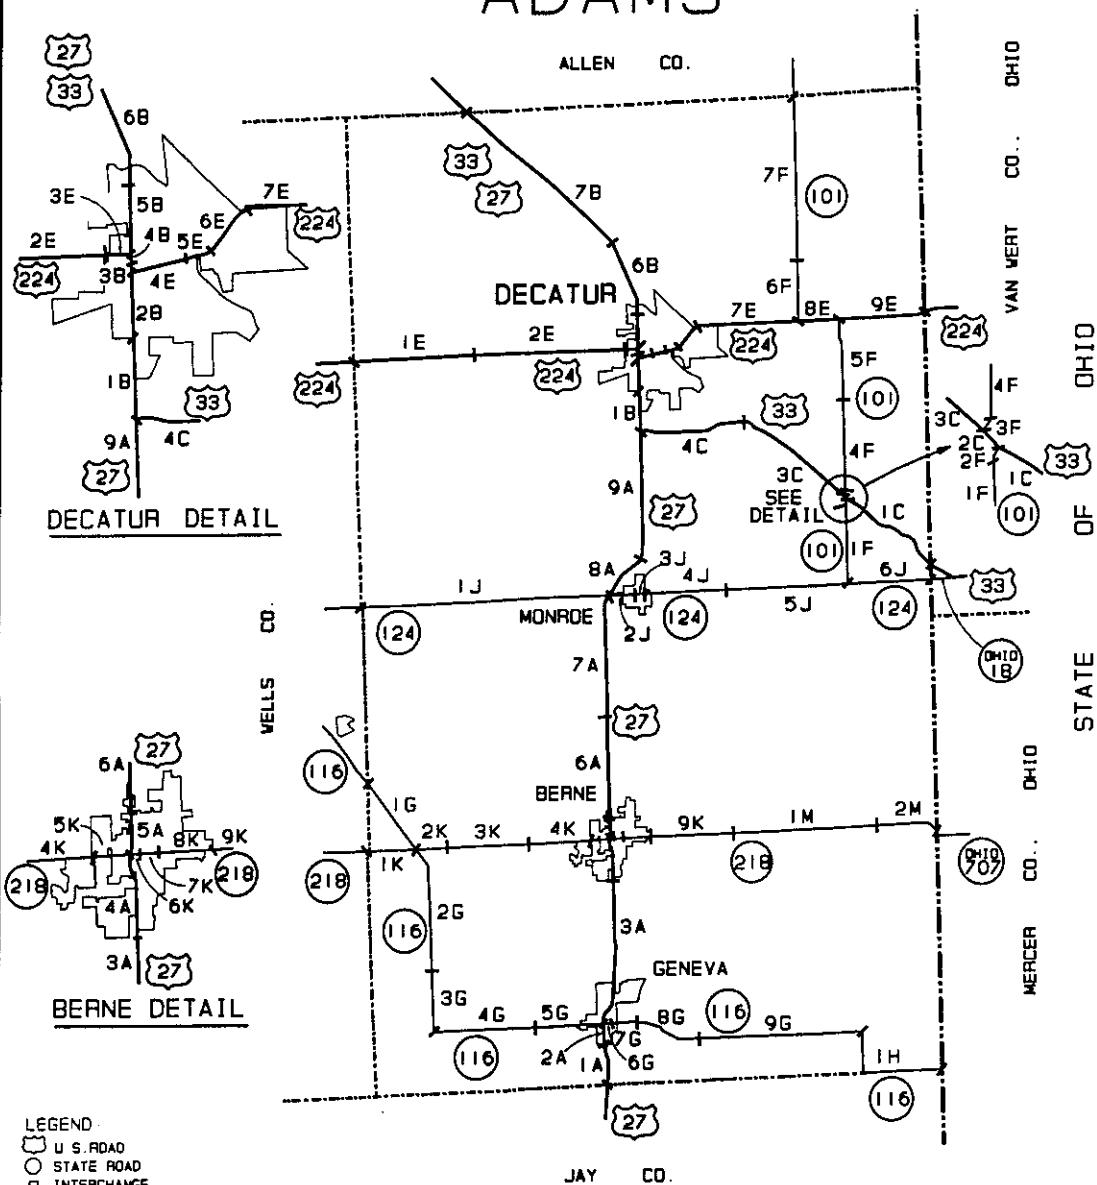 ADAMS
ALLEN CO.
VAN WERT CO., OHIO
STATE OF OHIO
MERCER CO., OHIO
WELLS CO.
JAY CO.
27
33
6B
5B
3E
4B
2E
224
3B
4E
5E
6E
7E
224
2B
1B
33
4C
9A
27
DECATUR DETAIL
33
27
7B
7F
101
6B
6F
DECATUR
7E
8E
9E
224
224
1E
2E
224
224
5F
101
1B
33
4C
4F
3C
SEE DETAIL
1C
9A
27
101
1F
4F
3C
3F
2C
2F
1C
33
1F
101
8A
3J
4J
6J
33
1J
5J
124
MONROE
2J
124
124
OHIO 1B
7A
27
116
6A
BERNE
1G
2K
3K
4K
9K
1M
2M
218
1K
218
OHIO 707
2G
116
3A
3G
GENEVA
4G
5G
8G
116
9G
116
2A
7G
6G
1A
1H
116
27
27
6A
5K
5A
4K
8K
9K
218
7K
218
4A
6K
3A
27
BERNE DETAIL
LEGEND
U S. ROAD
STATE ROAD
INTERCHANGE